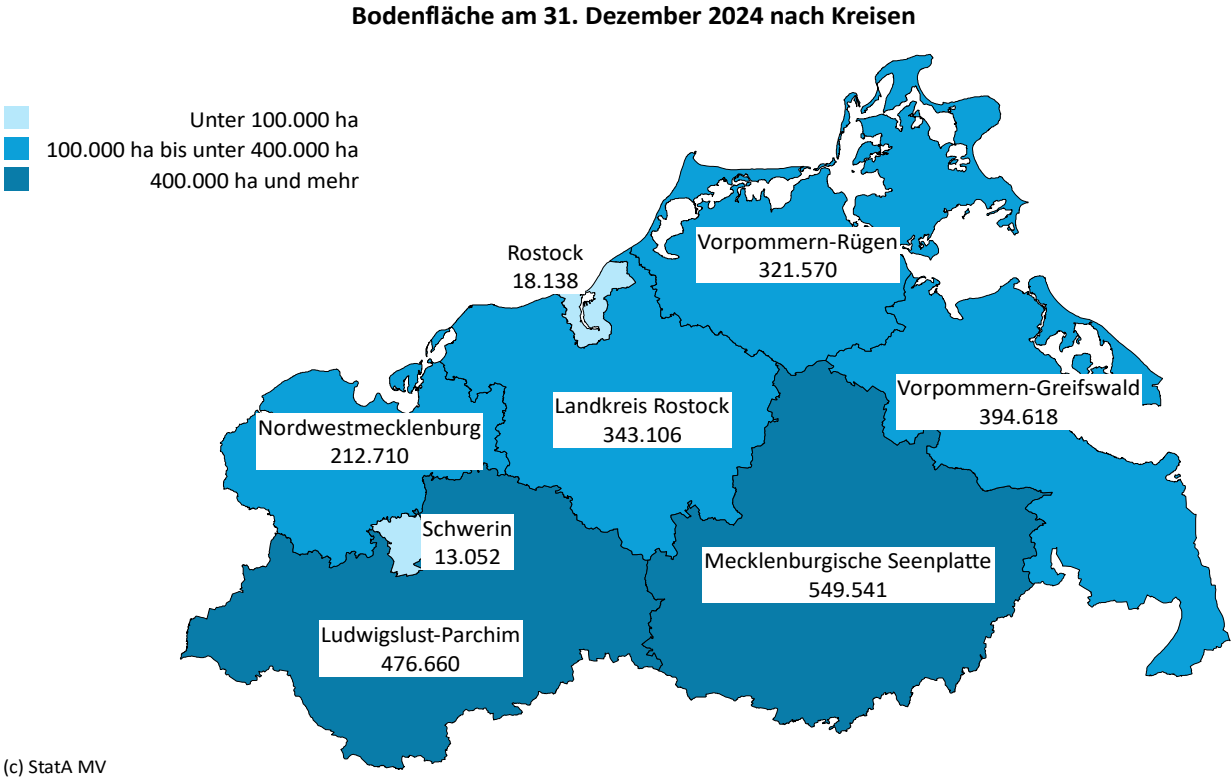 Bodenfläche am 31. Dezember 2024 nach Kreisen
Unter 100.000 ha
100.000 ha bis unter 400.000 ha
400.000 ha und mehr
Vorpommern-Rügen
321.570
Rostock
18.138
Vorpommern-Greifswald
394.618
Landkreis Rostock
343.106
Nordwestmecklenburg
212.710
Schwerin
13.052
Mecklenburgische Seenplatte
549.541
Ludwigslust-Parchim
476.660
(c) StatA MV